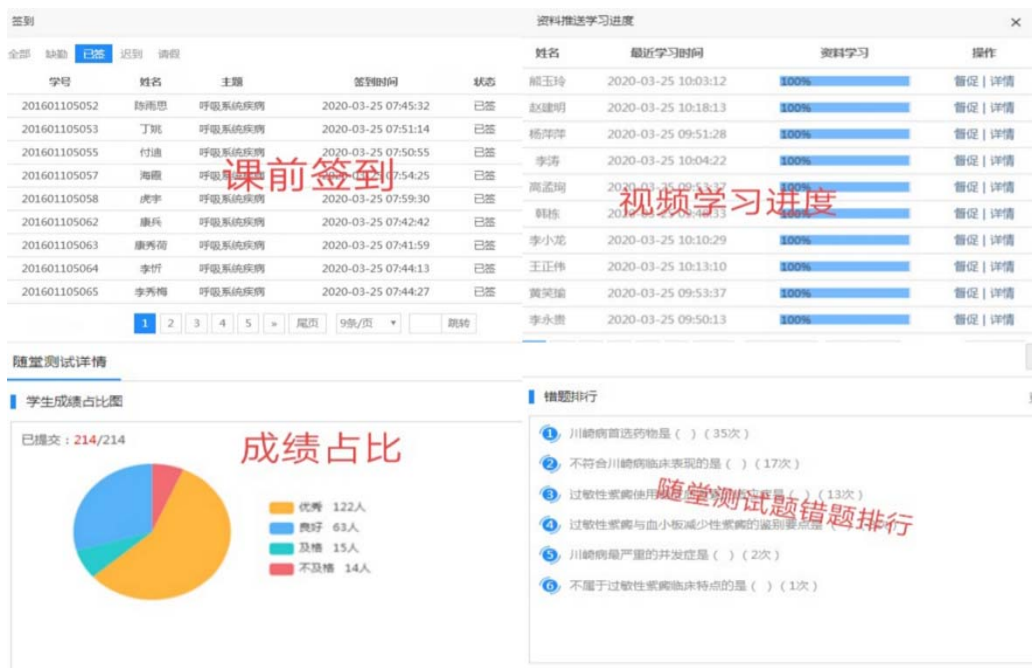 签到
全部 缺勤 已签 迟到 请假
学号 姓名 主题 签到时间 状态
201601105052 陈雨思 呼吸系统疾病 2020-03-25 07:45:32 已签
201601105053 丁姚 呼吸系统疾病 2020-03-25 07:51:14 已签
201601105055 付迪 呼吸系统疾病 2020-03-25 07:50:55 已签
201601105057 海霞 呼吸系统疾病 07:54:25 已签
课前签到
201601105058 虎宇 呼吸系统疾病 2020-03-25 07:59:30 已签
201601105062 康兵 呼吸系统疾病 2020-03-25 07:42:42 已签
201601105063 康秀荷 呼吸系统疾病 2020-03-25 07:41:59 已签
201601105064 李忻 呼吸系统疾病 2020-03-25 07:44:13 已签
201601105065 李秀梅 呼吸系统疾病 2020-03-25 07:44:27 已签
1 2 3 4 5 » 尾页 9条/页 跳转
资料推送学习进度 ×
姓名 最近学习时间 资料学习 操作
颜玉玲 2020-03-25 10:03:12 100% 督促 | 详情
赵建明 2020-03-25 10:18:13 100% 督促 | 详情
杨萍萍 2020-03-25 09:51:28 100% 督促 | 详情
李涛 2020-03-25 10:04:22 100% 督促 | 详情
高孟珣 100% 督促 | 详情
视频学习进度
韩栋 100% 督促 | 详情
李小龙 2020-03-25 10:10:29 100% 督促 | 详情
王正伟 2020-03-25 10:13:10 100% 督促 | 详情
黄笑瑜 2020-03-25 09:53:37 100% 督促 | 详情
李永贵 2020-03-25 09:50:13 100% 督促 | 详情
随堂测试详情
学生成绩占比图
已提交：214/214
成绩占比
优秀 122人
良好 63人
及格 15人
不及格 14人
错题排行
1 川崎病首选药物是 ( ) ( 35次 )
2 不符合川崎病临床表现的是 ( ) ( 17次 )
3 过敏性紫癜使用 ( ) ( 13次 )
随堂测试题错题排行
4 过敏性紫癜与血小板减少性紫癜的鉴别要点是
5 川崎病最严重的并发症是 ( ) ( 2次 )
6 不属于过敏性紫癜临床特点的是 ( ) ( 1次 )